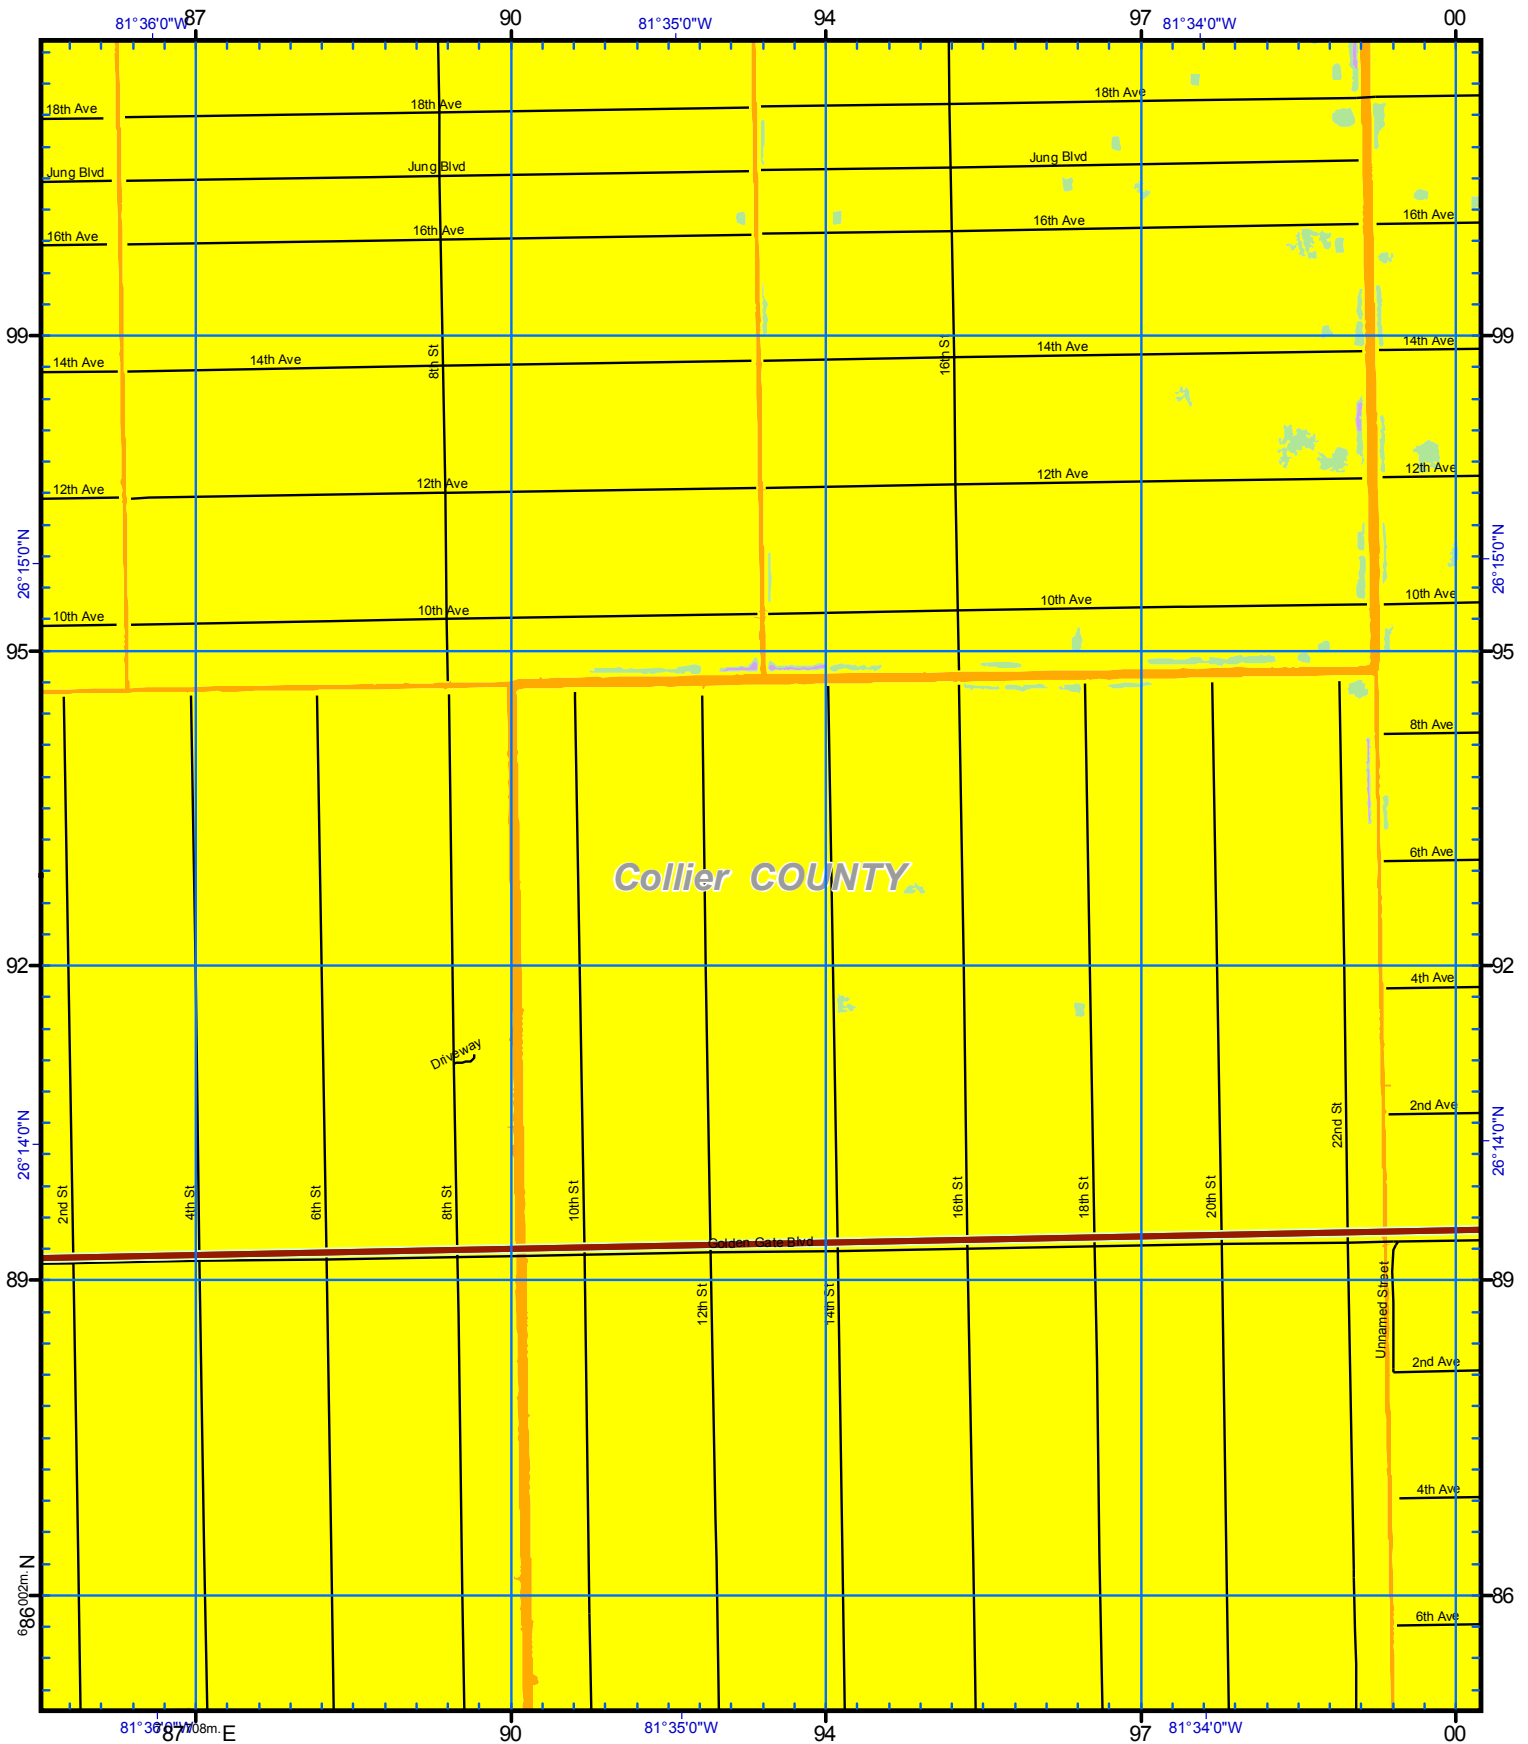 87 90 94 97 00
81°36'0"W 81°35'0"W 81°34'0"W
18th Ave 18th Ave 18th Ave
Jung Blvd Jung Blvd Jung Blvd
16th Ave 16th Ave 16th Ave 16th Ave
99 99
14th Ave 14th Ave 14th Ave 14th Ave
8th St 16th St
12th Ave 12th Ave 12th Ave 12th Ave
26°15'0"N 26°15'0"N
10th Ave 10th Ave 10th Ave 10th Ave
95 95
8th Ave
6th Ave
Collier COUNTY
92 92
4th Ave
Driveway
2nd Ave
26°14'0"N 26°14'0"N
22nd St
2nd St 4th St 6th St 8th St 10th St 16th St 18th St 20th St
Golden Gate Blvd
89 89
12th St 14th St Unnamed Street
2nd Ave
4th Ave
686002m. N 86
6th Ave
81°36'0"W 81°35'0"W 81°34'0"W
787708m. E 90 94 97 00